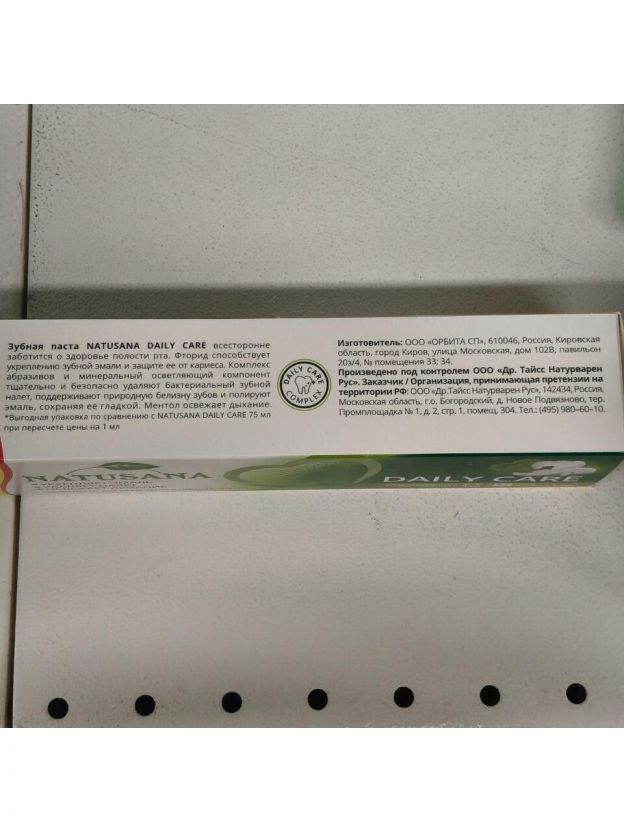 Зубная паста NATUSANA DAILY CARE всесторонне
заботится о здоровье полости рта. Фторид способствует
укреплению зубной эмали и защите ее от кариеса. Комплекс
абразивов и минеральный осветляющий компонент
тщательно и безопасно удаляют бактериальный зубной
налет, поддерживают природную белизну зубов и полируют
эмаль, сохраняя ее гладкой. Ментол освежает дыхание.
*Выгодная упаковка по сравнению с NATUSANA DAILY CARE 75 мл
при пересчете цены на 1 мл
DAILY CARE
COMPLEX
Изготовитель: ООО «ОРБИТА СП», 610046, Россия, Кировская
область, город Киров, улица Московская, дом 102В, павильон
20з/4, № помещения 33; 34.
Произведено под контролем ООО «Др. Тайсс Натурварен
Рус». Заказчик / Организация, принимающая претензии на
территории РФ: ООО «Др.Тайсс Натурварен Рус», 142434, Россия,
Московская область, г.о. Богородский, д. Новое Подвязново, тер.
Промплощадка № 1, д. 2, стр. 1, помещ. 304. Тел.: (495) 980–60–10.
NATUSANA
DAILY CARE